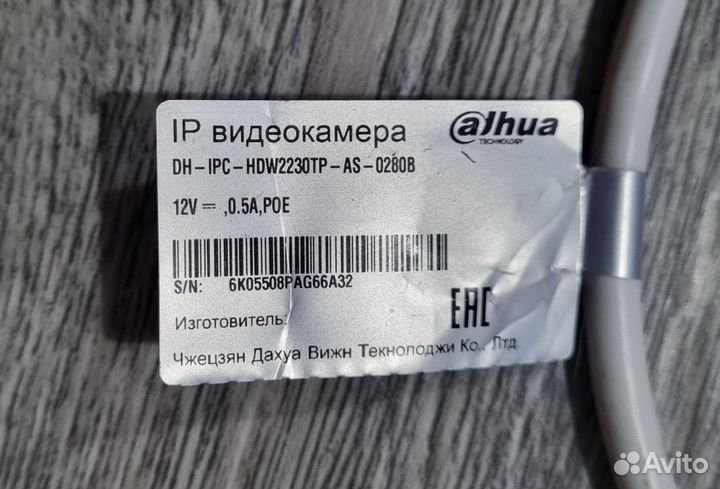 IP видеокамера
alhua
TECHNOLOGY
DH-IPC-HDW2230TP-AS-0280B
12V ⎓ ,0.5A,POE
S/N: 6K05508PAG66A32
Изготовитель:
EAC
Чжецзян Дахуа Вижн Текнолоджи Ко., Лтд
Avito